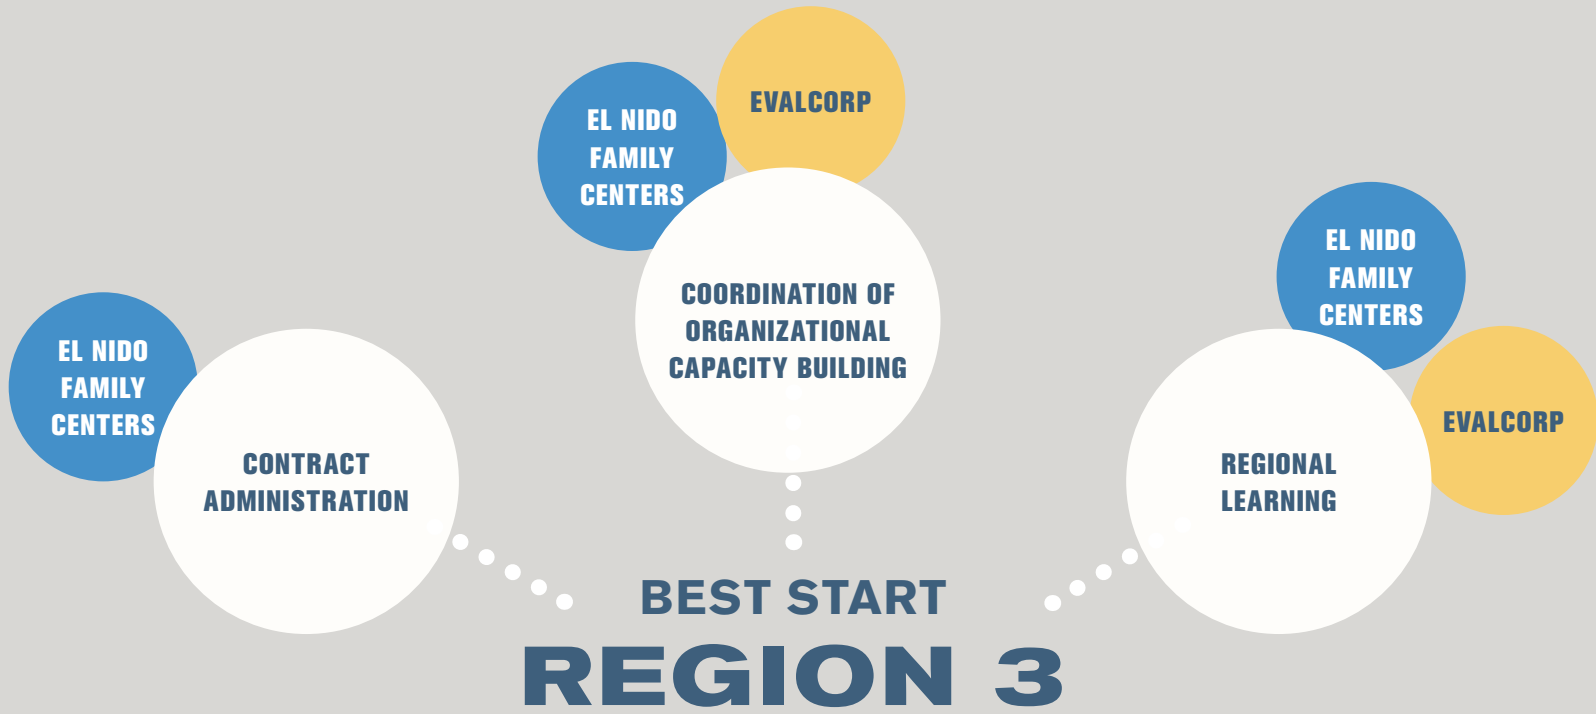 EL NIDO
FAMILY
CENTERS
CONTRACT
ADMINISTRATION
EL NIDO
FAMILY
CENTERS
EVALCORP
COORDINATION OF
ORGANIZATIONAL
CAPACITY BUILDING
EL NIDO
FAMILY
CENTERS
EVALCORP
REGIONAL
LEARNING
BEST START
REGION 3